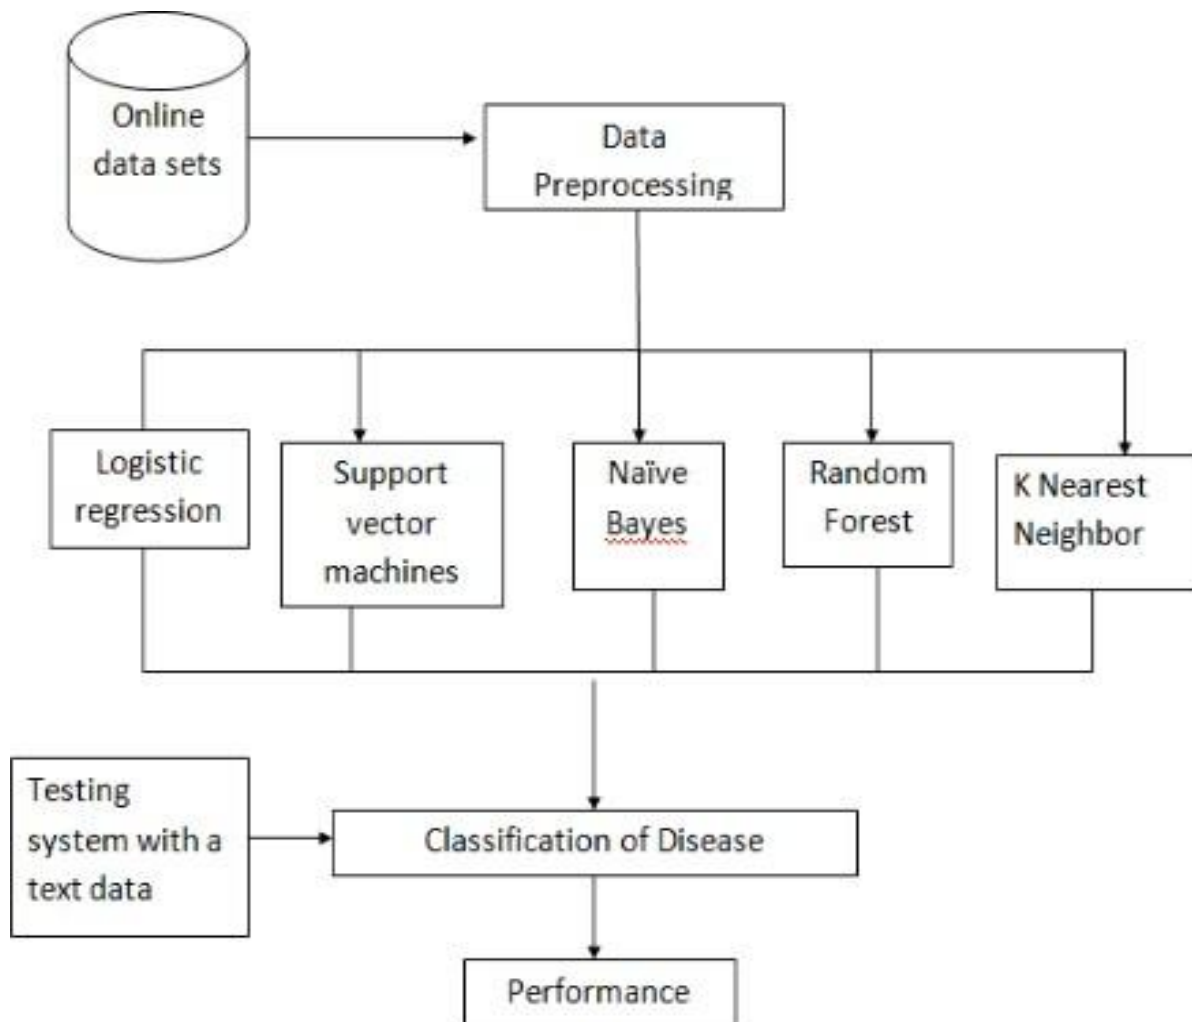 Online
data sets
Data
Preprocessing
Logistic
regression
Support
vector
machines
Naïve
Bayes
Random
Forest
K Nearest
Neighbor
Testing
system with a
text data
Classification of Disease
Performance